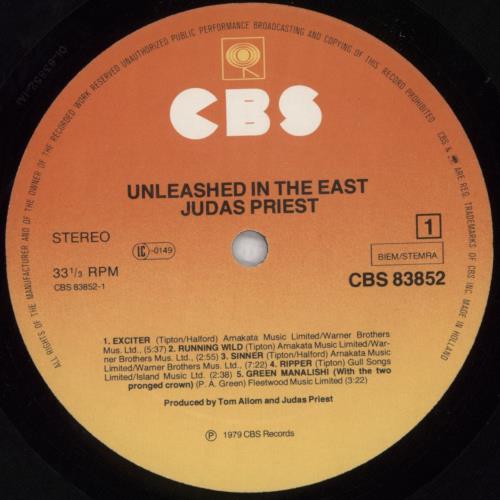 ALL RIGHTS OF THE MANUFACTURER AND OF THE OWNER OF THE RECORDED WORK RESERVED UNAUTHORIZED PUBLIC PERFORMANCE BROADCASTING AND COPYING OF THIS RECORD PROHIBITED CBS & ARE REG. TRADEMARKS OF CBS INC. MADE IN HOLLAND
CBS
UNLEASHED IN THE EAST
JUDAS PRIEST
STEREO
LC-0149
1
BIEM/STEMRA
33 1/3 RPM
CBS 83852-1
CBS 83852
1. EXCITER (Tipton/Halford) Arnakata Music Limited/Warner Brothers
Mus. Ltd., (5:37) 2. RUNNING WILD (Tipton) Arnakata Music Limited/War-
ner Brothers Mus. Ltd., (2:55) 3. SINNER (Tipton/Halford) Arnakata Music
Limited/Warner Brothers Mus. Ltd., (7:22) 4. RIPPER (Tipton) Gull Songs
Limited/Island Music Ltd. (2:38) 5. GREEN MANALISHI (With the two
pronged crown) (P. A. Green) Fleetwood Music Limited (3:22)
Produced by Tom Allom and Judas Priest
℗ 1979 CBS Records